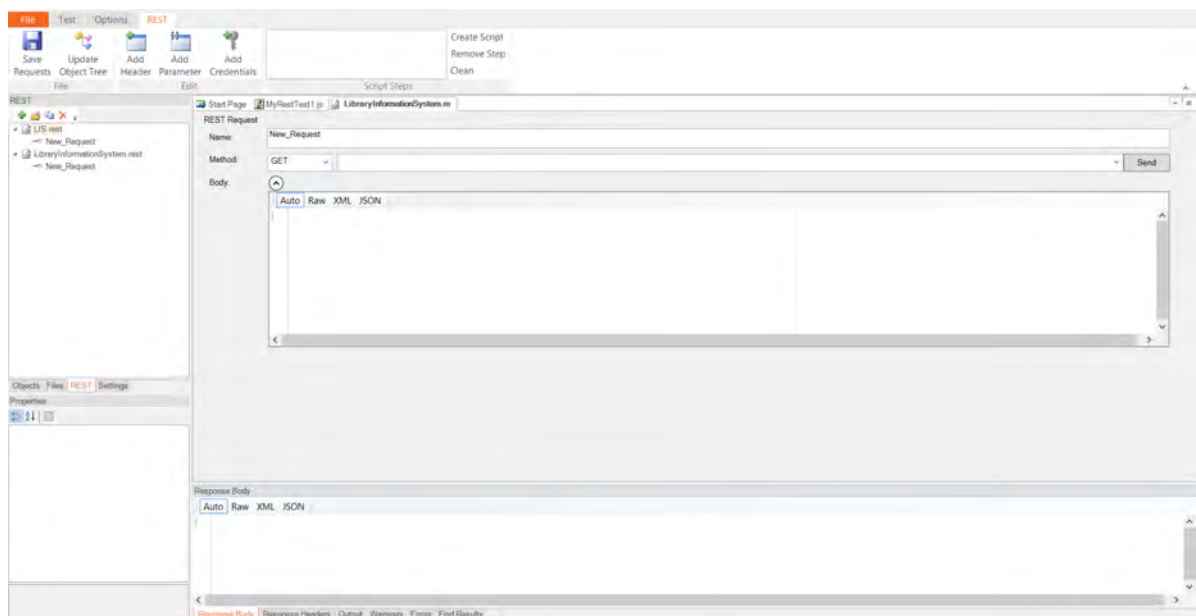 File Test Options REST
Create Script
Save Update Add Add Add
Remove Step
Requests Object Tree Header Parameter Credentials
Clean
File Edit Script Steps
REST
Start Page MyRestTest1.js LibraryInformationSystem.re
REST Request
LIS.rest
Name: New_Request
New_Request
LibraryInformationSystem.rest
Method: GET Send
New_Request
Body:
Auto Raw XML JSON
Objects Files REST Settings
Properties
Response Body
Auto Raw XML JSON
Response Body Response Headers Output Warnings Errors Find Results